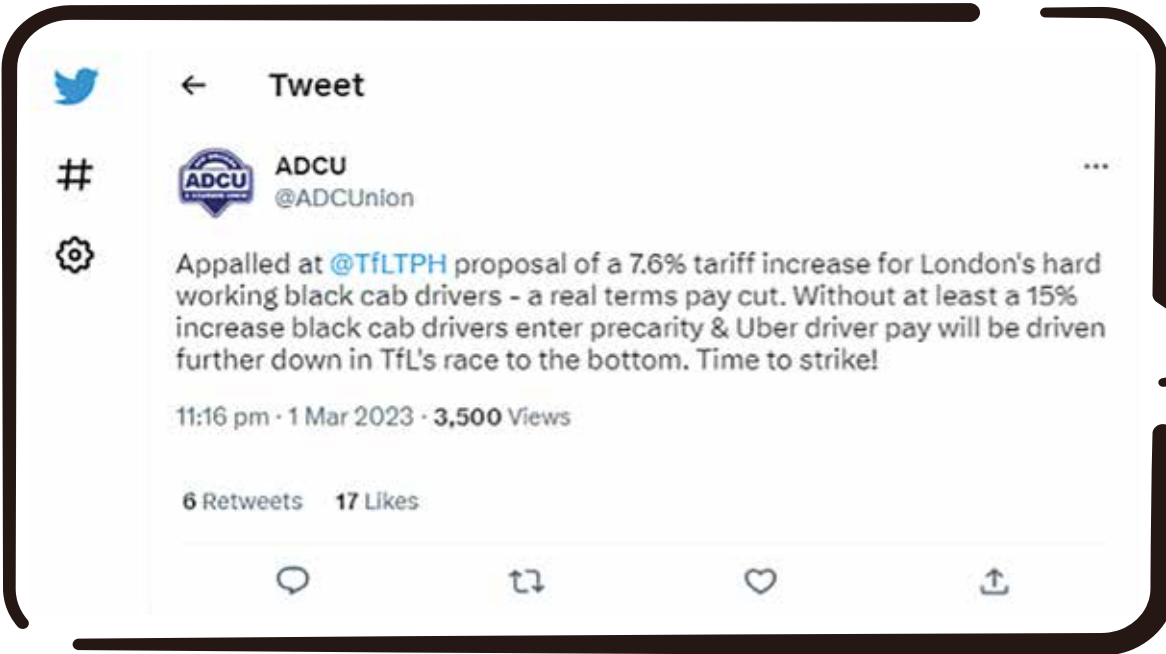 Tweet
ADCU
ADCU
@ADCUnion
Appalled at @TfLTPH proposal of a 7.6% tariff increase for London's hard
working black cab drivers - a real terms pay cut. Without at least a 15%
increase black cab drivers enter precarity & Uber driver pay will be driven
further down in TfL's race to the bottom. Time to strike!
11:16 pm · 1 Mar 2023 · 3,500 Views
6 Retweets 17 Likes